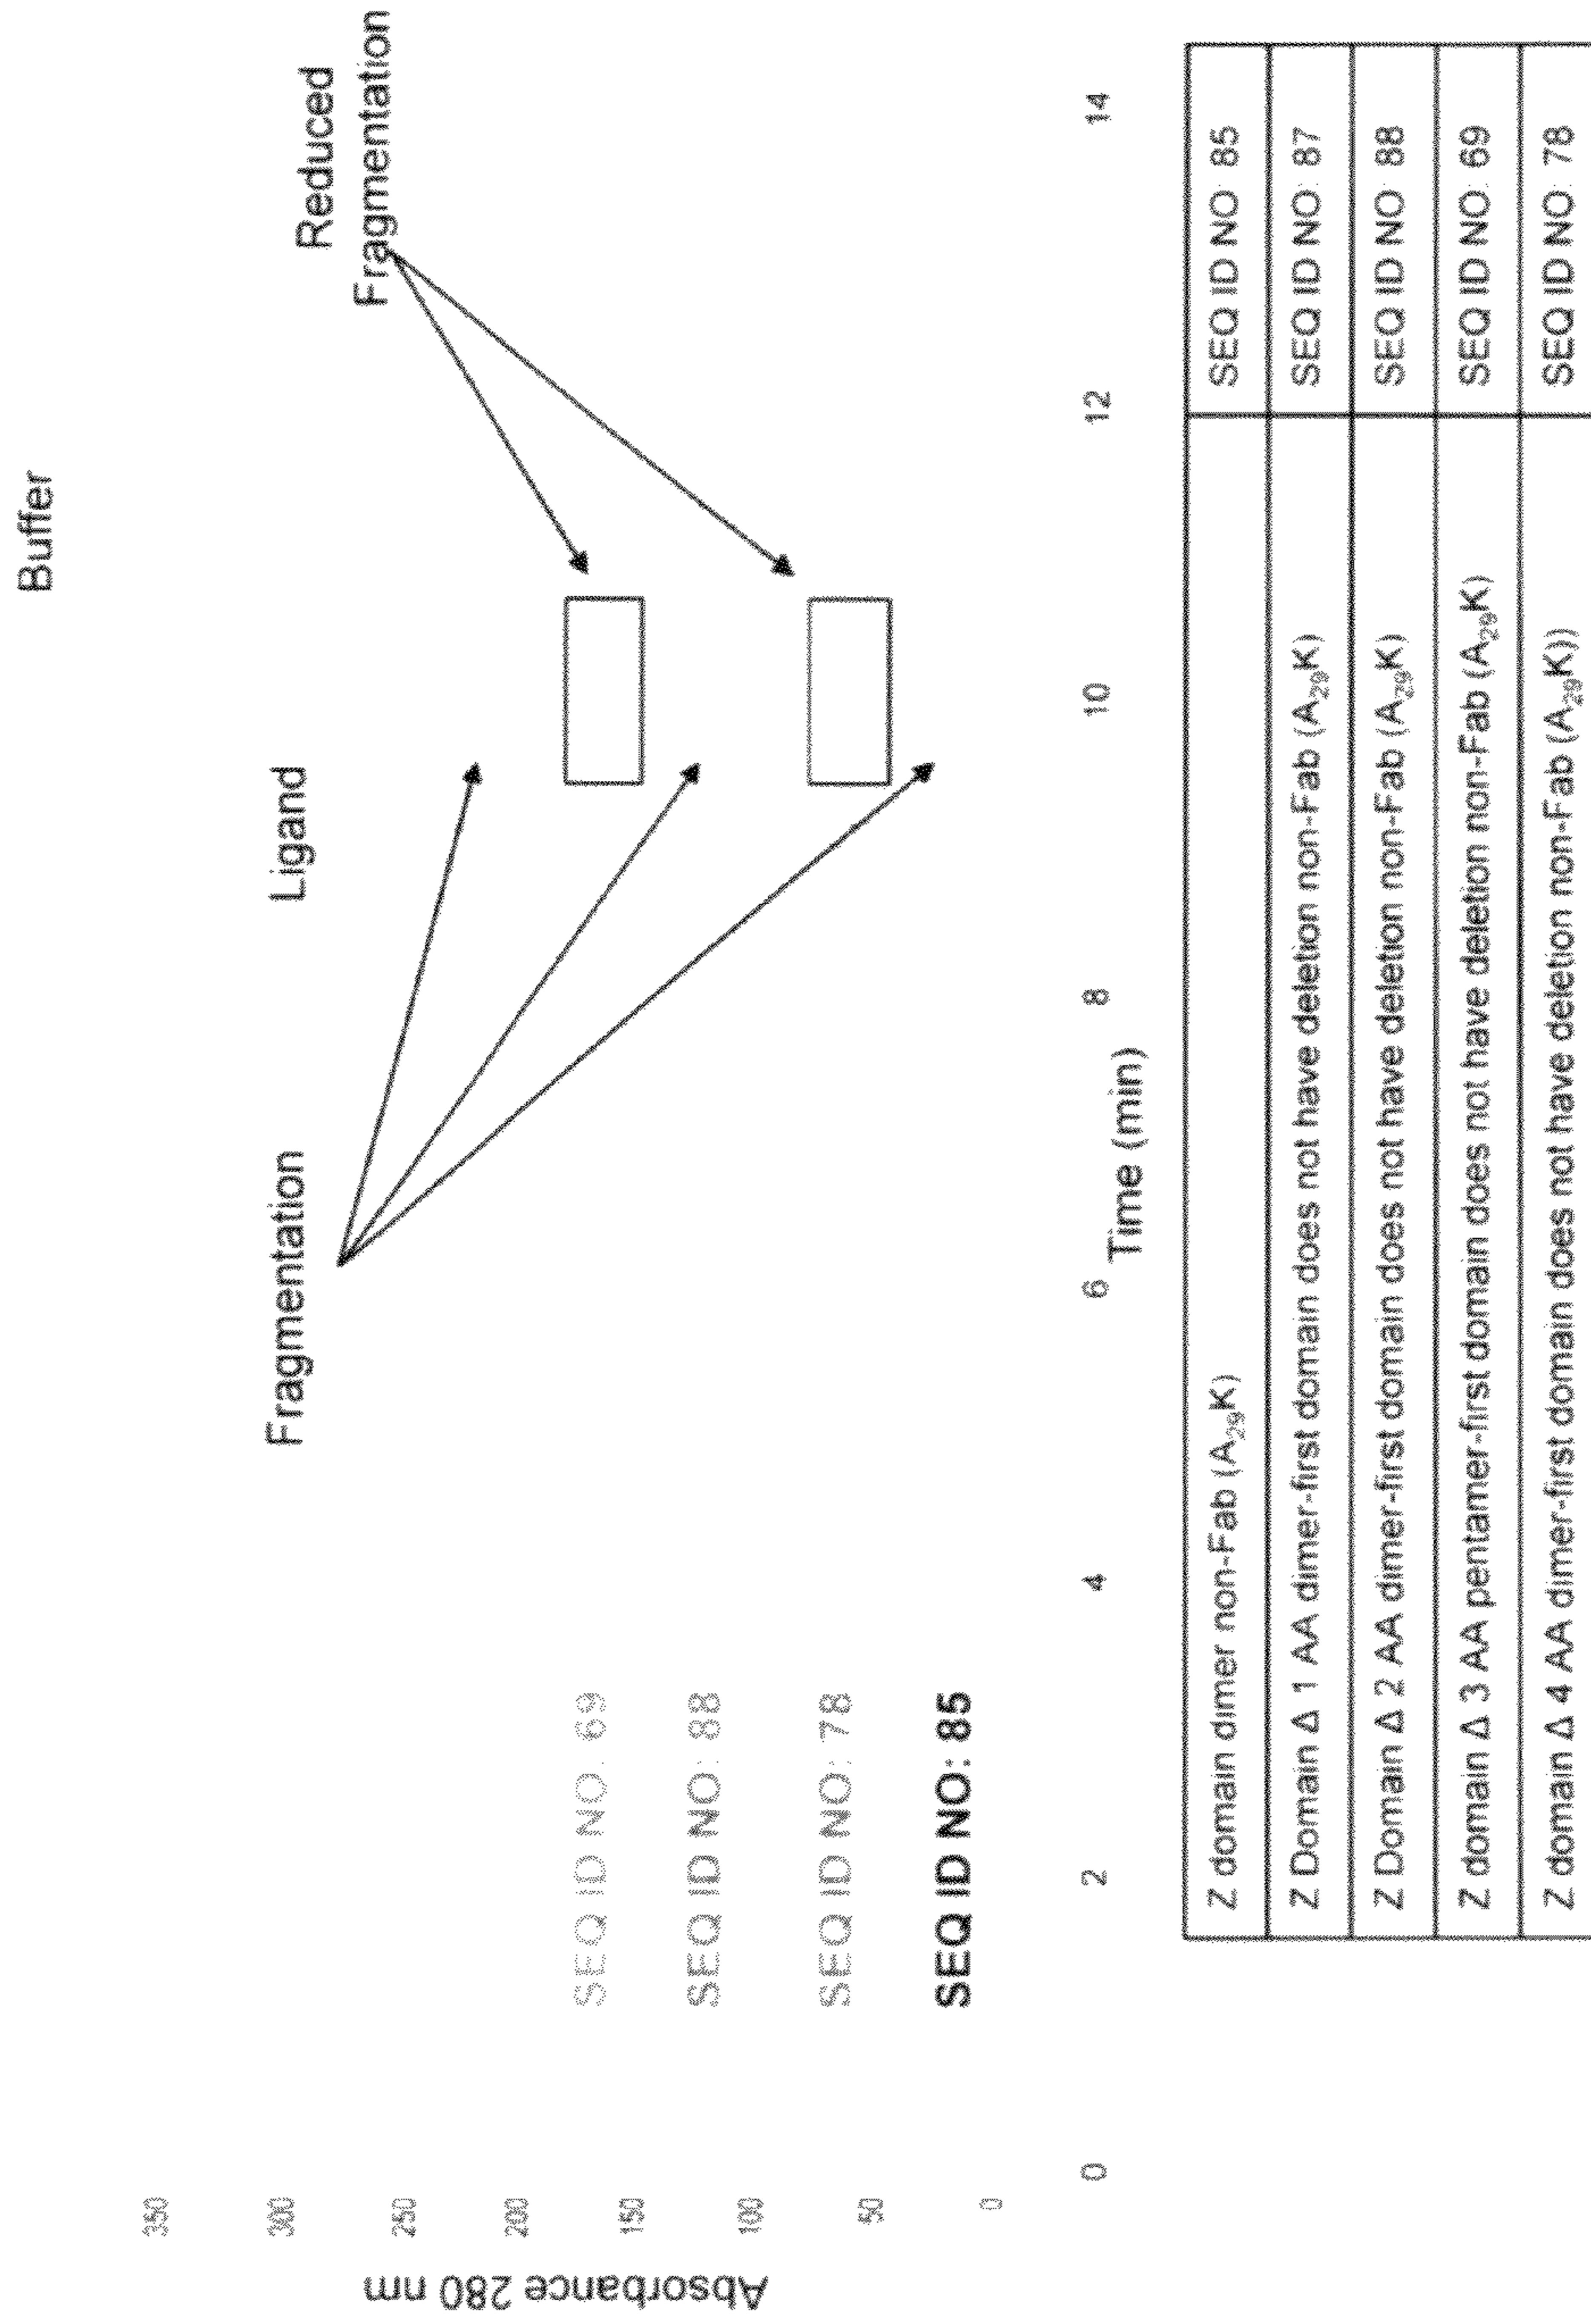 Buffer
Reduced
Fragmentation
Ligand
Fragmentation
350
300
250
200
150
100
50
0
Absorbance 280 nm
SEQ ID NO. 69
SEQ ID NO: 88
SEQ ID NO: 78
SEQ ID NO: 85
0 2 4 6 8 10 12 14
Time (min)
Z domain dimer non-Fab (A29K) SEQ ID NO: 85
Z Domain Δ 1 AA dimer-first domain does not have deletion non-Fab (A29K) SEQ ID NO: 87
Z Domain Δ 2 AA dimer-first domain does not have deletion non-Fab (A29K) SEQ ID NO: 88
Z domain Δ 3 AA pentamer-first domain does not have deletion non-Fab (A29K) SEQ ID NO: 69
Z domain Δ 4 AA dimer-first domain does not have deletion non-Fab (A29K)) SEQ ID NO: 78